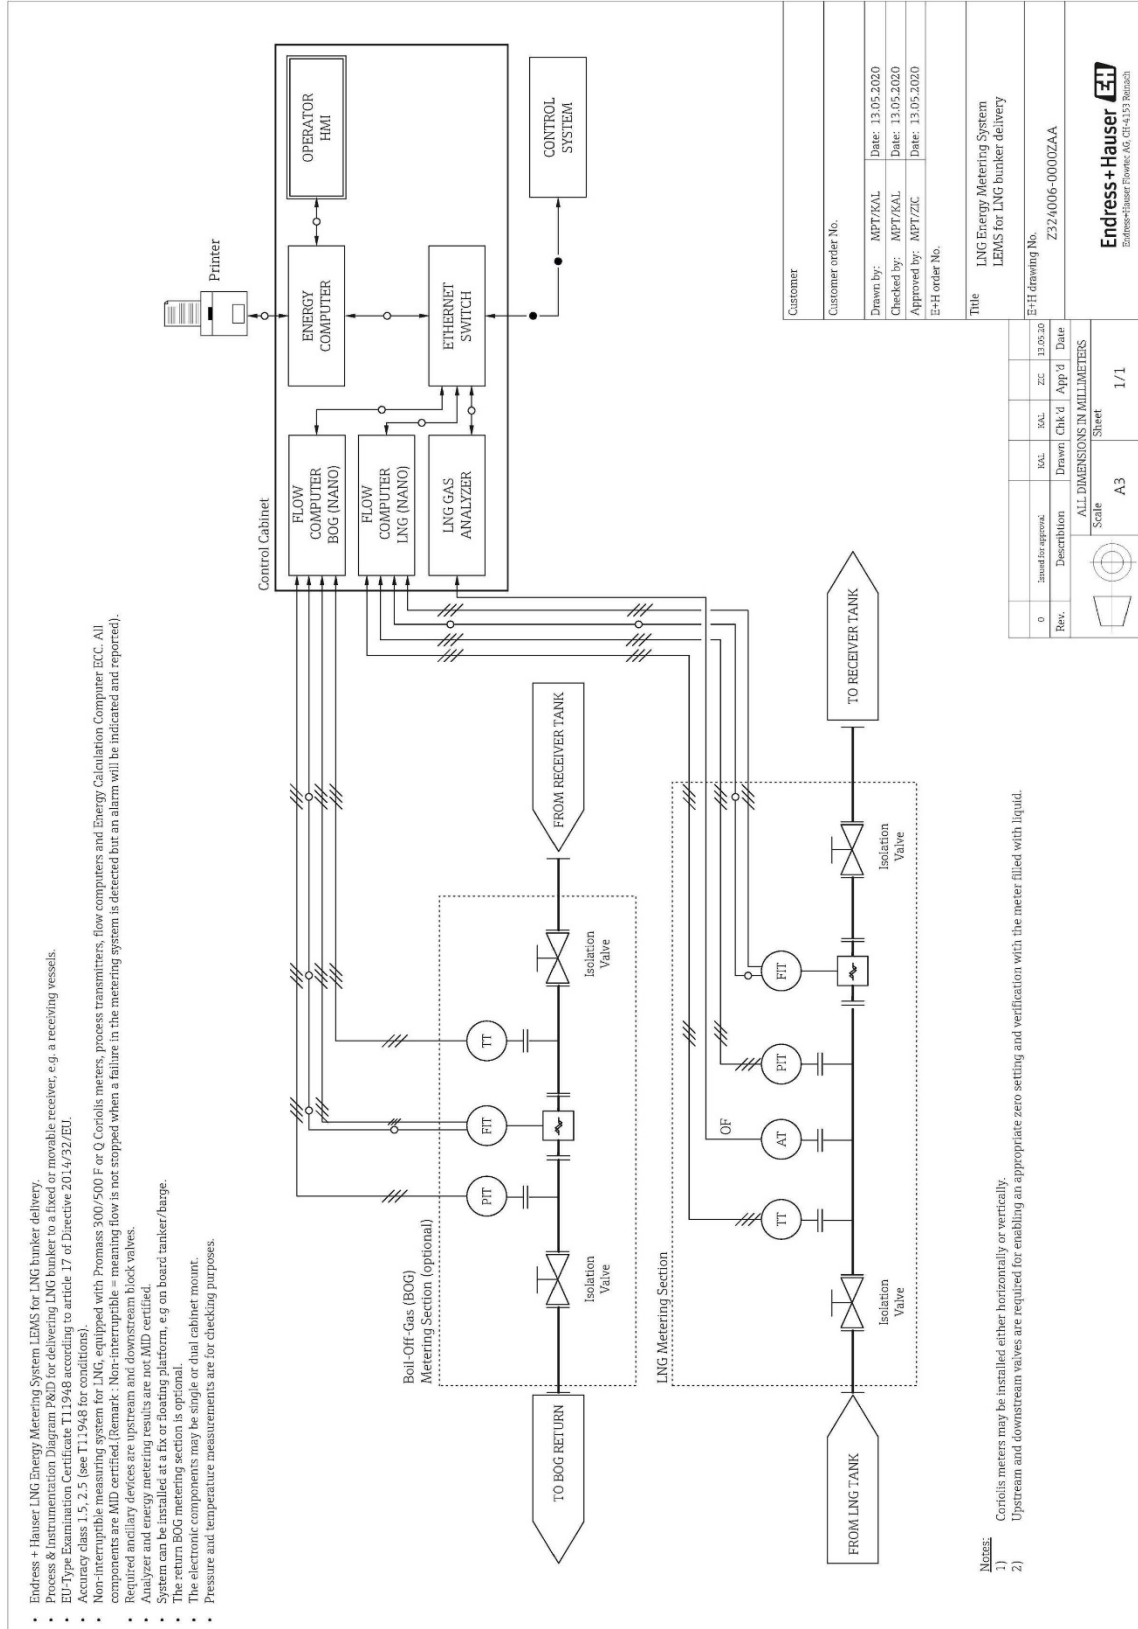 • Endress + Hauser LNG Energy Metering System LEMS for LNG bunker delivery.
• Process & Instrumentation Diagram P&ID for delivering LNG bunker to a fixed or movable receiver, e.g. a receiving vessels.
• EU-Type Examination Certificate T11948 according to article 17 of Directive 2014/32/EU.
• Accuracy class 1.5, 2.5 (see T11948 for conditions).
• Non-interruptible measuring system for LNG, equipped with Promass 300/500 F or Q Coriolis meters, process transmitters, flow computers and Energy Calculation Computer ECC. All
components are MID certified.(Remark : Non-interruptible = meaning flow is not stopped when a failure in the metering system is detected but an alarm will be indicated and reported).
• Required ancillary devices are upstream and downstream block valves.
• Analyzer and energy metering results are not MID certified.
• System can be installed at a fix or floating platform, e.g on board tanker/barge.
• The return BOG metering section is optional.
• The electronic components may be single or dual cabinet mount.
• Pressure and temperature measurements are for checking purposes.
Printer
Control Cabinet
FLOW
COMPUTER
BOG (NANO)
ENERGY
COMPUTER
OPERATOR
HMI
FLOW
COMPUTER
LNG (NANO)
LNG GAS
ANALYZER
ETHERNET
SWITCH
CONTROL
SYSTEM
Boil-Off-Gas (BOG)
Metering Section (optional)
PIT
FIT
TT
TO BOG RETURN
Isolation
Valve
Isolation
Valve
FROM RECEIVER TANK
LNG Metering Section
OF
TT
AT
PIT
FIT
FROM LNG TANK
Isolation
Valve
Isolation
Valve
TO RECEIVER TANK
Notes:
1) Coriolis meters may be installed either horizontally or vertically.
2) Upstream and downstream valves are required for enabling an appropriate zero setting and verification with the meter filled with liquid.
Customer
Customer order No.
Drawn by: MPT/KAL Date: 13.05.2020
Checked by: MPT/KAL Date: 13.05.2020
Approved by: MPT/ZIC Date: 13.05.2020
E+H order No.
Title LNG Energy Metering System
LEMS for LNG bunker delivery
E+H drawing No.
Z324006-0000ZAA
0 Issued for approval KAL KAL ZIC 13.05.20
Rev. Describtion Drawn Chk'd App'd Date
ALL DIMENSIONS IN MILLIMETERS
Scale Sheet
A3 1/1
Endress+Hauser EH
Endress+Hauser Flowtec AG, CH-4153 Reinach